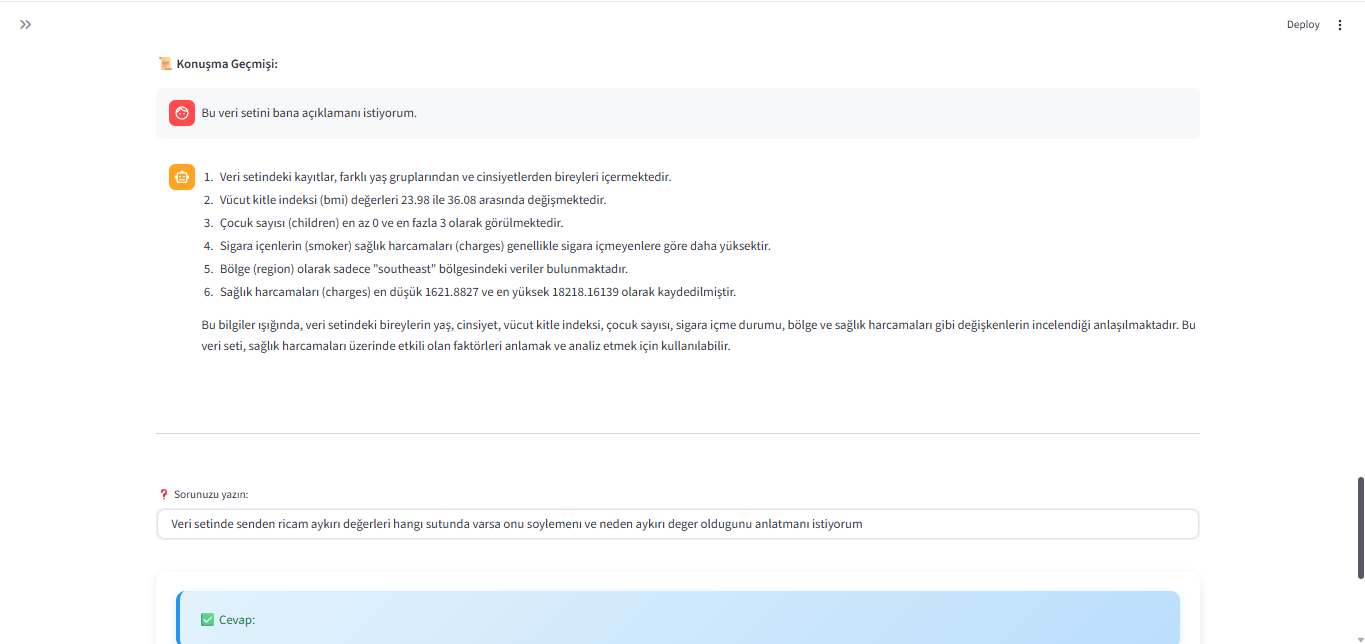 Deploy
📜 Konuşma Geçmişi:
Bu veri setini bana açıklamanı istiyorum.
1. Veri setindeki kayıtlar, farklı yaş gruplarından ve cinsiyetlerden bireyleri içermektedir.
2. Vücut kitle indeksi (bmi) değerleri 23.98 ile 36.08 arasında değişmektedir.
3. Çocuk sayısı (children) en az 0 ve en fazla 3 olarak görülmektedir.
4. Sigara içenlerin (smoker) sağlık harcamaları (charges) genellikle sigara içmeyenlere göre daha yüksektir.
5. Bölge (region) olarak sadece "southeast" bölgesindeki veriler bulunmaktadır.
6. Sağlık harcamaları (charges) en düşük 1621.8827 ve en yüksek 18218.16139 olarak kaydedilmiştir.
Bu bilgiler ışığında, veri setindeki bireylerin yaş, cinsiyet, vücut kitle indeksi, çocuk sayısı, sigara içme durumu, bölge ve sağlık harcamaları gibi değişkenlerin incelendiği anlaşılmaktadır. Bu
veri seti, sağlık harcamaları üzerinde etkili olan faktörleri anlamak ve analiz etmek için kullanılabilir.
❓ Sorunuzu yazın:
Veri setinde senden ricam aykırı değerleri hangı sutunda varsa onu soylemenı ve neden aykırı deger oldugunu anlatmanı istiyorum
✅ Cevap: